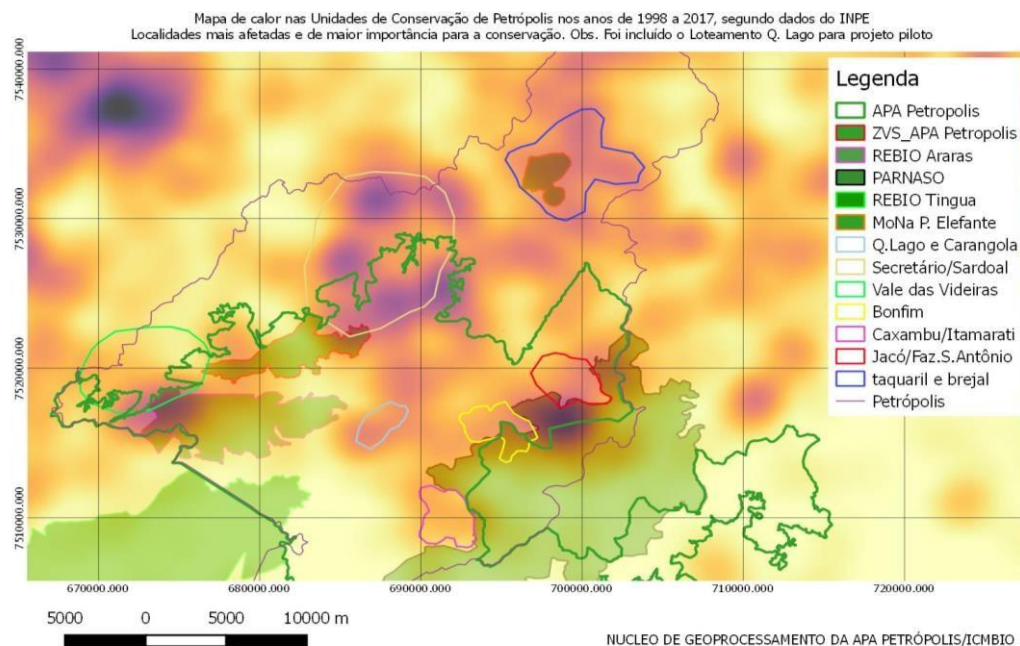 Mapa de calor nas Unidades de Conservação de Petrópolis nos anos de 1998 a 2017, segundo dados do INPE
Localidades mais afetadas e de maior importância para a conservação. Obs. Foi incluído o Loteamento Q. Lago para projeto piloto
7540000.000
7530000.000
7520000.000
7510000.000
Legenda
APA Petropolis
ZVS_APA Petropolis
REBIO Araras
PARNASO
REBIO Tingua
MoNa P. Elefante
Q.Lago e Carangola
Secretário/Sardoal
Vale das Videiras
Bonfim
Caxambu/Itamarati
Jacó/Faz.S.Antônio
taquaril e brejal
Petrópolis
670000.000 680000.000 690000.000 700000.000 710000.000 720000.000
5000 0 5000 10000 m
NUCLEO DE GEOPROCESSAMENTO DA APA PETRÓPOLIS/ICMBIO